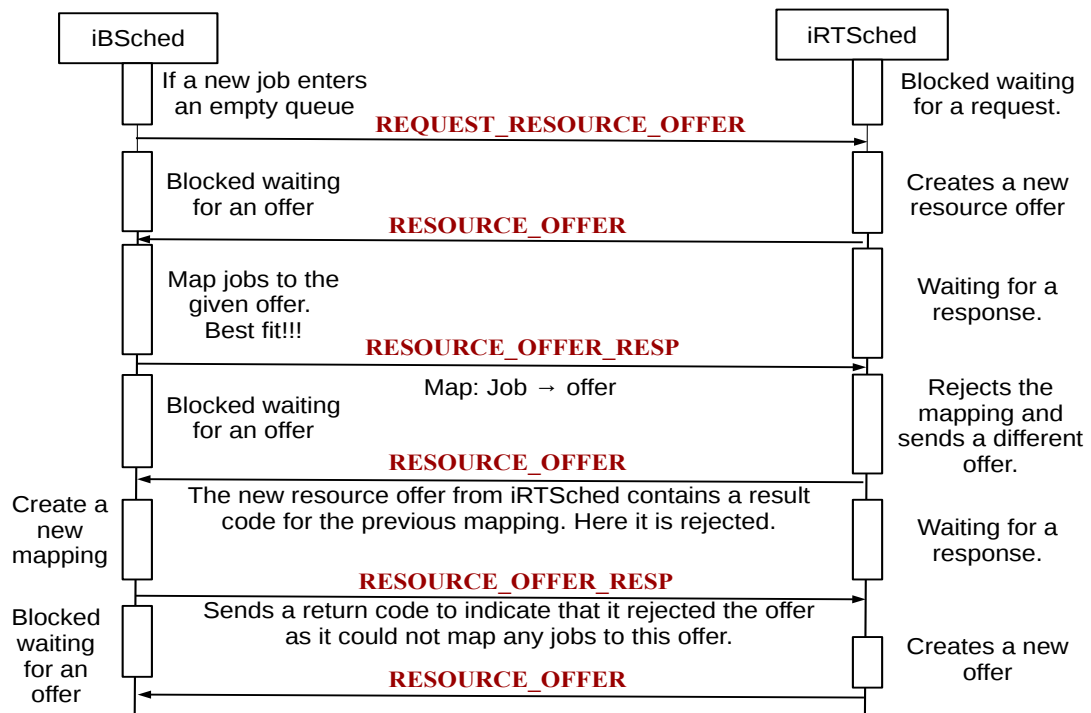 iBSched
iRTSched
If a new job enters
an empty queue
Blocked waiting
for a request.
REQUEST_RESOURCE_OFFER
Blocked waiting
for an offer
Creates a new
resource offer
RESOURCE_OFFER
Map jobs to the
given offer.
Best fit!!!
Waiting for a
response.
RESOURCE_OFFER_RESP
Map: Job → offer
Blocked waiting
for an offer
Rejects the
mapping and
sends a different
offer.
RESOURCE_OFFER
The new resource offer from iRTSched contains a result
code for the previous mapping. Here it is rejected.
Create a
new
mapping
Waiting for a
response.
RESOURCE_OFFER_RESP
Sends a return code to indicate that it rejected the offer
as it could not map any jobs to this offer.
Blocked
waiting
for an
offer
Creates a new
offer
RESOURCE_OFFER